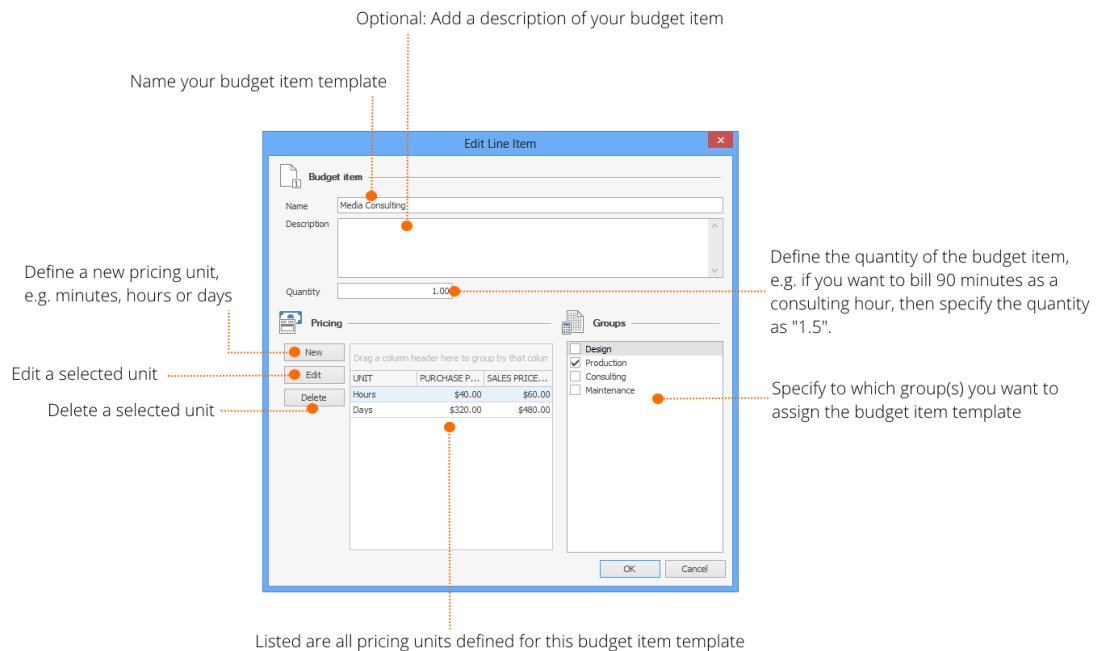 Optional: Add a description of your budget item
Name your budget item template
Edit Line Item
1
Budget item
Name
Media Consulting
Description
Define a new pricing unit,
e.g. minutes, hours or days
Quantity
1.00
Define the quantity of the budget item,
e.g. if you want to bill 90 minutes as a
consulting hour, then specify the quantity
as "1.5".
Pricing
Groups
New
Edit
Delete
Drag a column header here to group by that colum
UNIT PURCHASE P... SALES PRICE...
Hours $40.00 $60.00
Days $320.00 $480.00
Design
Production
Consulting
Maintenance
Edit a selected unit
Delete a selected unit
Specify to which group(s) you want to
assign the budget item template
OK
Cancel
Listed are all pricing units defined for this budget item template